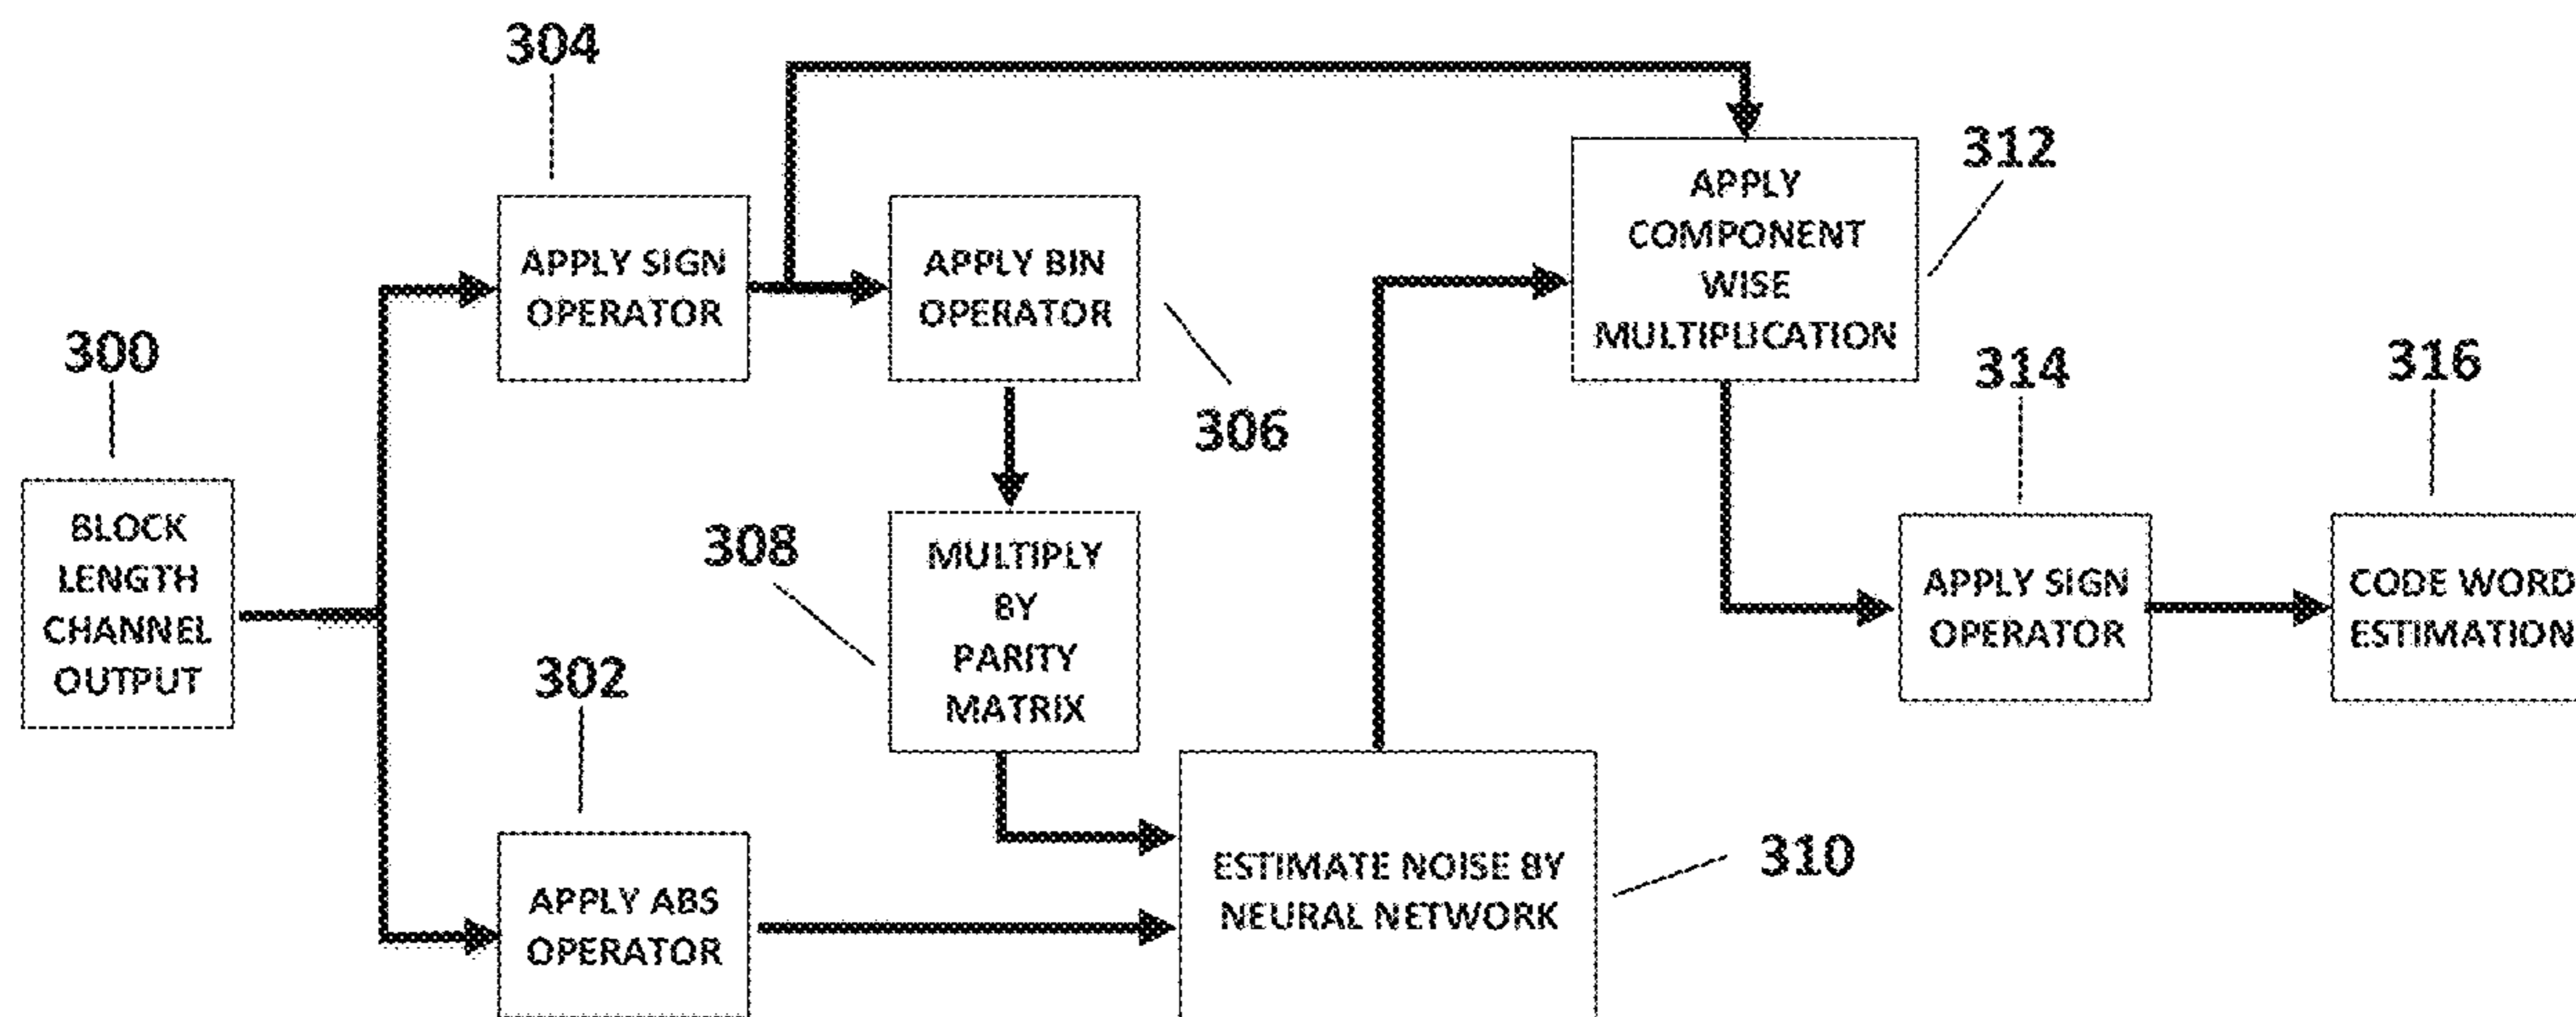 304
312
APPLY SIGN
OPERATOR
APPLY BIN
OPERATOR
APPLY
COMPONENT
WISE
MULTIPLICATION
300
306
314
316
BLOCK
LENGTH
CHANNEL
OUTPUT
308
MULTIPLY
BY
PARITY
MATRIX
APPLY SIGN
OPERATOR
CODE WORD
ESTIMATION
302
310
APPLY ABS
OPERATOR
ESTIMATE NOISE BY
NEURAL NETWORK